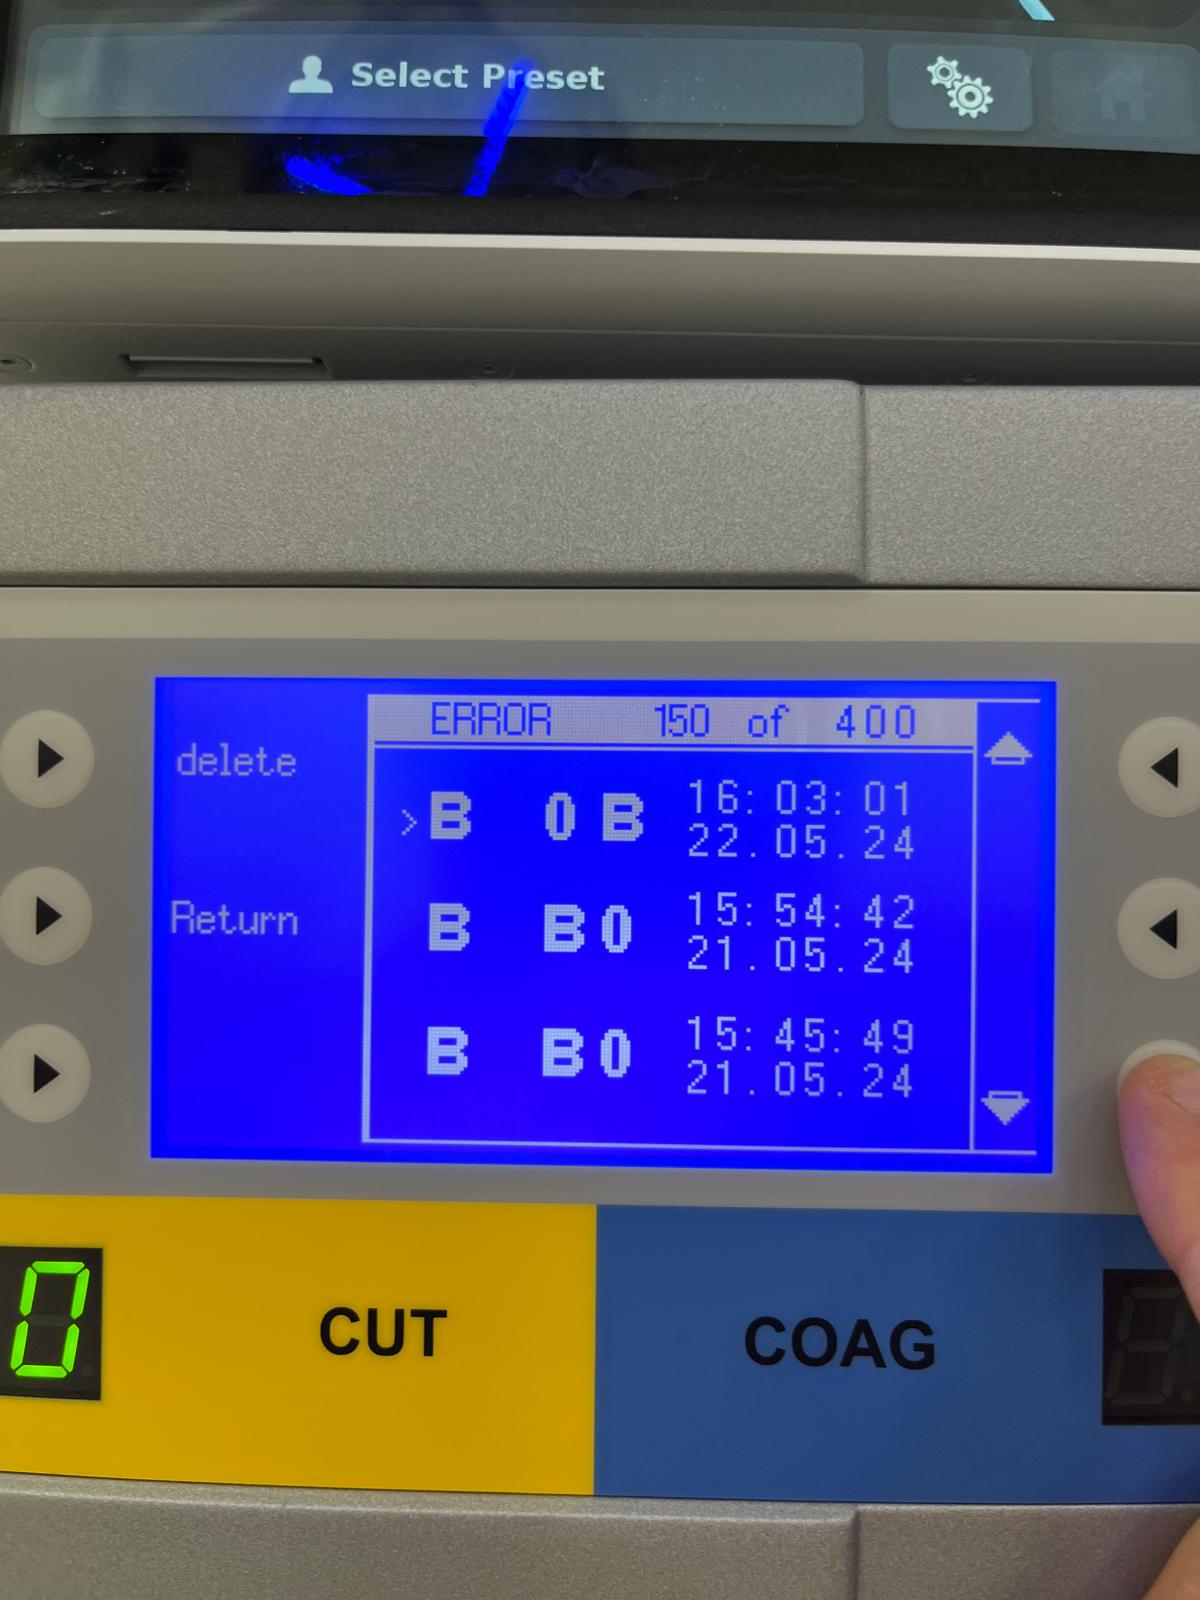 Select Preset
ERROR 150 of 400
delete
>B 0B 16:03:01
22.05.24
Return
B B0 15:54:42
21.05.24
B B0 15:45:49
21.05.24
0
CUT
COAG